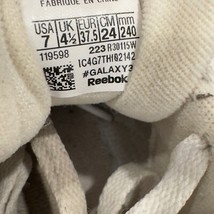 FABRIQUE EN CHINE
USA UK EUR CM mm
7 4½ 37.5 24 240
223 R30115W
119598
1C4G7TH162142
#GALAXY3
Reebok